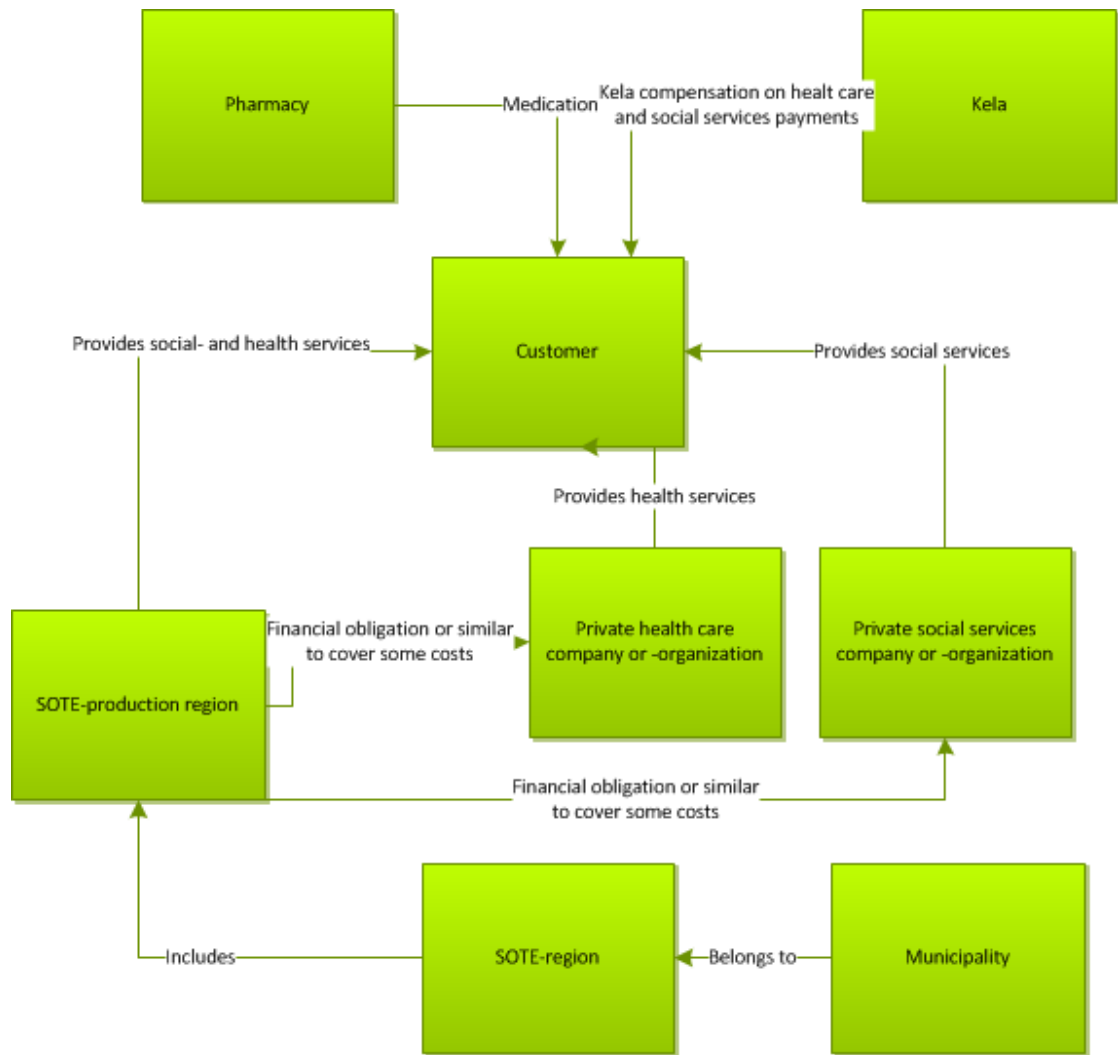 Pharmacy
Medication
Kela compensation on healt care
and social services payments
Kela
Provides social- and health services
Customer
Provides social services
Provides health services
Financial obligation or similar
to cover some costs
Private health care
company or -organization
Private social services
company or -organization
SOTE-production region
Financial obligation or similar
to cover some costs
Includes
SOTE-region
Belongs to
Municipality